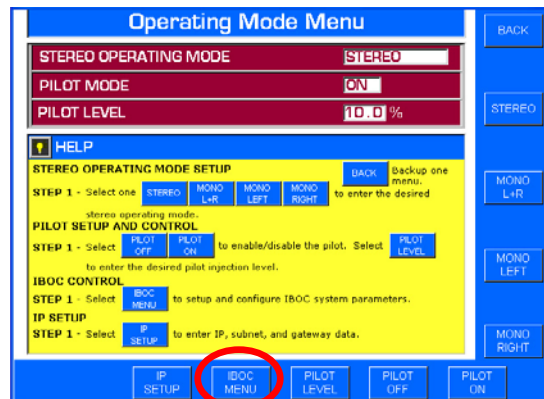 Operating Mode Menu
STEREO OPERATING MODE STEREO
PILOT MODE ON
PILOT LEVEL 10.0 %
HELP
STEREO OPERATING MODE SETUP
BACK Backup one menu.
STEP 1 - Select one STEREO MONO L+R MONO LEFT MONO RIGHT to enter the desired
stereo operating mode.
PILOT SETUP AND CONTROL
STEP 1 - Select PILOT OFF PILOT ON to enable/disable the pilot. Select PILOT LEVEL
to enter the desired pilot injection level.
IBOC CONTROL
STEP 1 - Select IBOC MENU to setup and configure IBOC system parameters.
IP SETUP
STEP 1 - Select IP SETUP to enter IP, subnet, and gateway data.
BACK
STEREO
MONO
L+R
MONO
LEFT
MONO
RIGHT
IP SETUP
IBOC MENU
PILOT LEVEL
PILOT OFF
PILOT ON